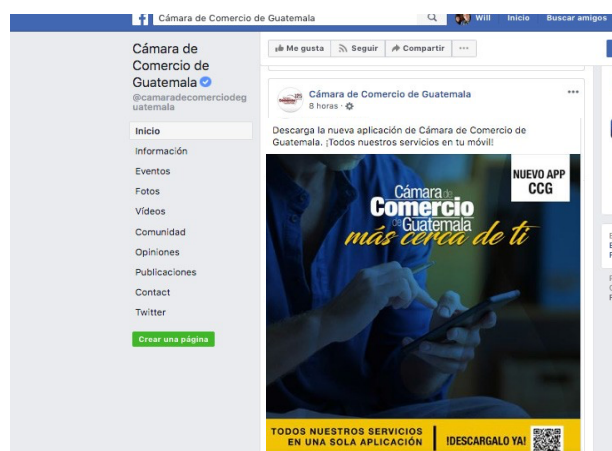 Cámara de Comercio de Guatemala
Will
Inicio
Buscar amigos
Cámara de
Comercio de
Guatemala
@camaradecomerciodeg
uatemala
Inicio
Información
Eventos
Fotos
Vídeos
Comunidad
Opiniones
Publicaciones
Contact
Twitter
Crear una página
Me gusta
Seguir
Compartir
Cámara de Comercio de Guatemala
8 horas
Descarga la nueva aplicación de Cámara de Comercio de
Guatemala. ¡Todos nuestros servicios en tu móvil!
NUEVO APP
CCG
Cámara de
Comercio
de Guatemala
más cerca de ti
TODOS NUESTROS SERVICIOS
EN UNA SOLA APLICACIÓN
!DESCARGALO YA!